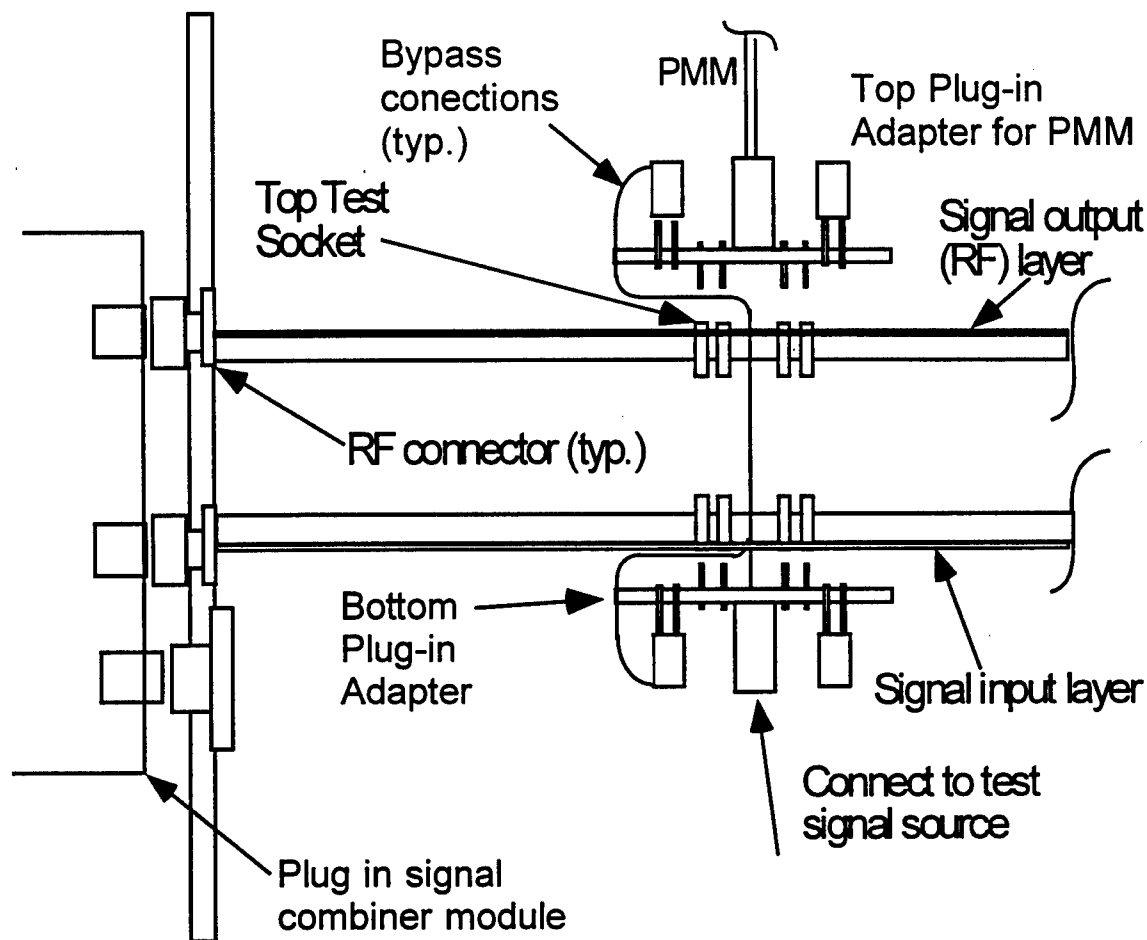 Bypass
conections
(typ.)
PMM
Top Plug-in
Adapter for PMM
Top Test
Socket
Signal output
(RF) layer
RF connector (typ.)
Bottom
Plug-in
Adapter
Signal input layer
Connect to test
signal source
Plug in signal
combiner module